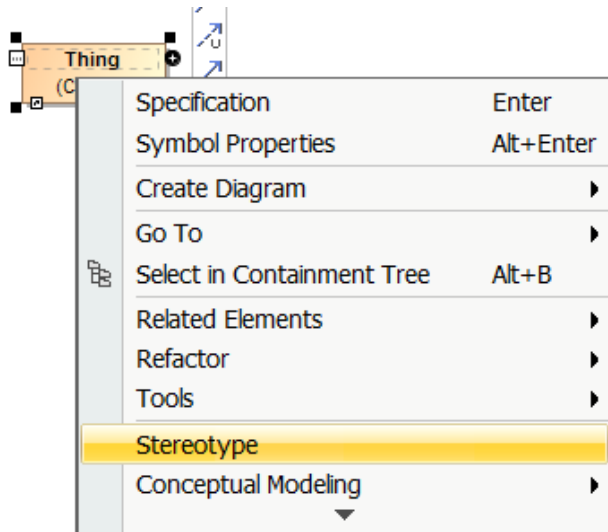 Thing
(C
Specification Enter
Symbol Properties Alt+Enter
Create Diagram
Go To
Select in Containment Tree Alt+B
Related Elements
Refactor
Tools
Stereotype
Conceptual Modeling